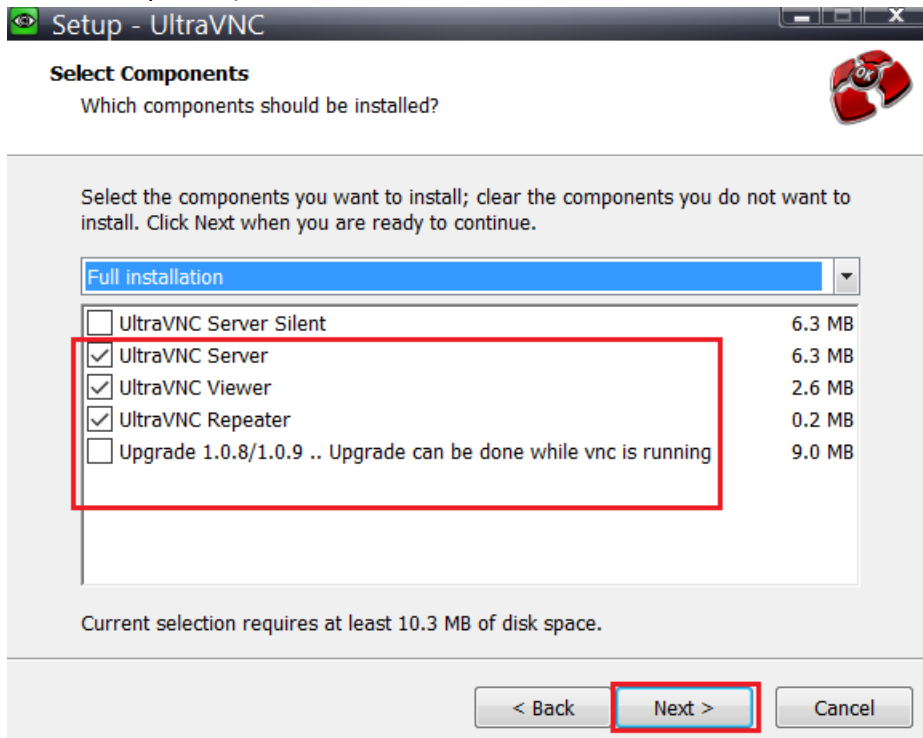 Setup - UltraVNC
Select Components
Which components should be installed?
OK
Select the components you want to install; clear the components you do not want to
install. Click Next when you are ready to continue.
Full installation
UltraVNC Server Silent 6.3 MB
UltraVNC Server 6.3 MB
UltraVNC Viewer 2.6 MB
UltraVNC Repeater 0.2 MB
Upgrade 1.0.8/1.0.9 .. Upgrade can be done while vnc is running 9.0 MB
Current selection requires at least 10.3 MB of disk space.
< Back Next > Cancel